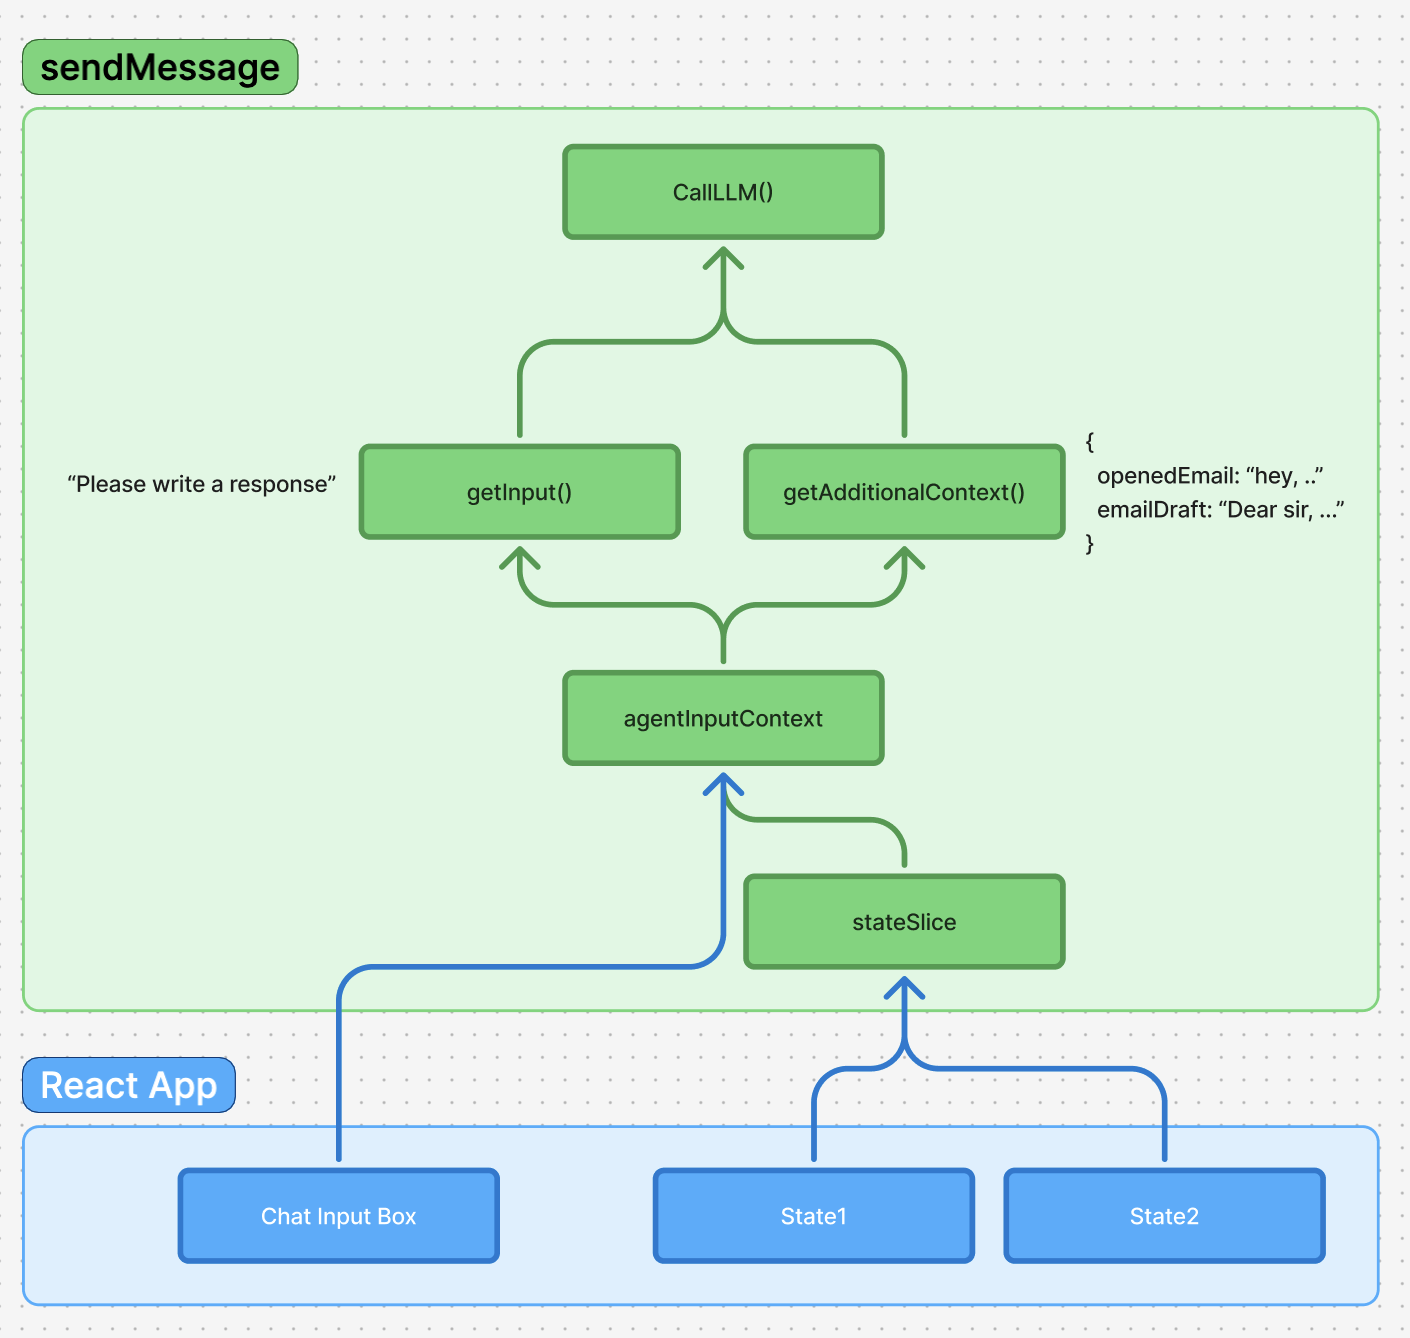 sendMessage
CallLLM()
“Please write a response”
getInput()
getAdditionalContext()
{
openedEmail: “hey, ..”
emailDraft: “Dear sir, ...”
}
agentInputContext
stateSlice
React App
Chat Input Box
State1
State2